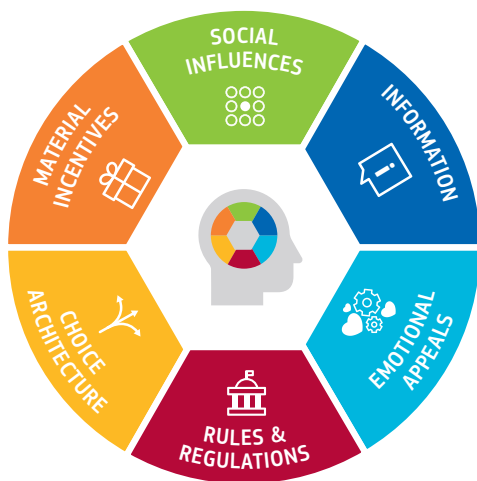 SOCIAL
INFLUENCES
INFORMATION
EMOTIONAL
APPEALS
RULES &
REGULATIONS
CHOICE
ARCHITECTURE
MATERIAL
INCENTIVES